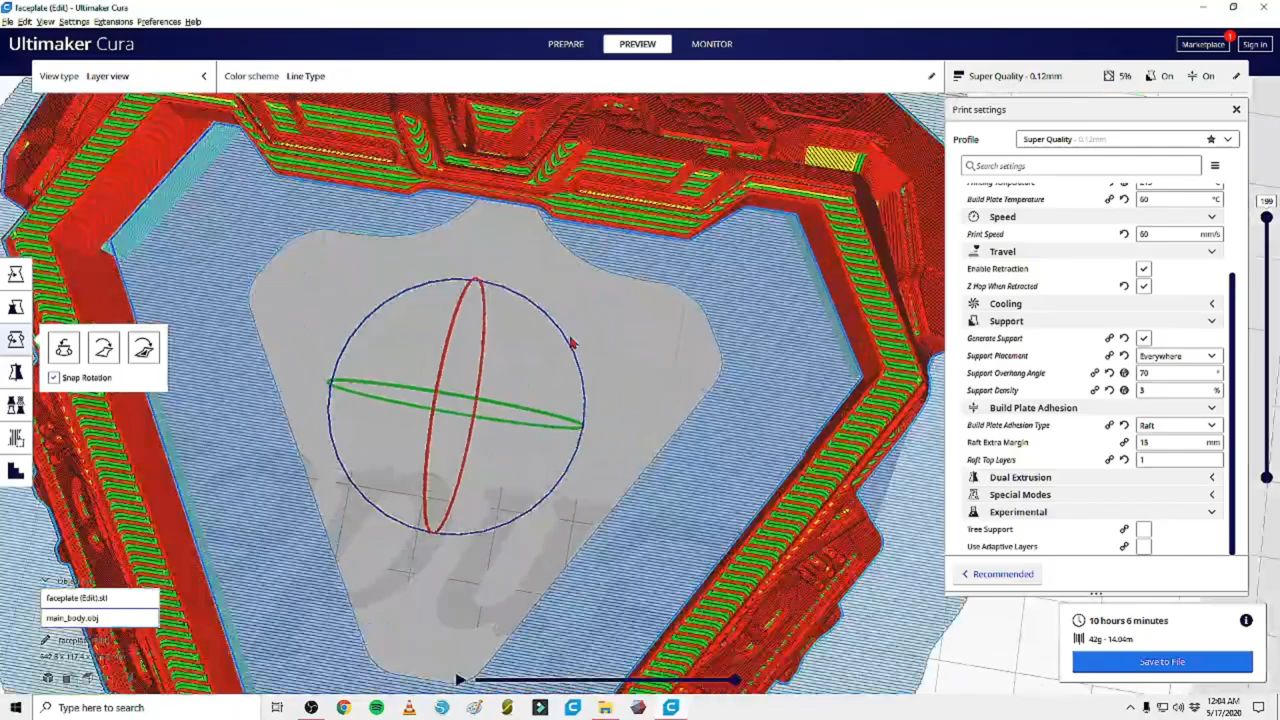 faceplate (Edit) - Ultimaker Cura
File Edit View Settings Extensions Preferences Help
Ultimaker Cura
PREPARE PREVIEW MONITOR
Marketplace 1 Sign in
View type Layer view
Color scheme Line Type
Super Quality - 0.12mm 5% On On
Print settings
Profile Super Quality - 0.12mm
Search settings
Build Plate Temperature 60 °C
Speed
Print Speed 60 mm/s
Travel
Enable Retraction
Z Hop When Retracted
Cooling
Support
Generate Support
Support Placement Everywhere
Support Overhang Angle 70 °
Support Density 3 %
Build Plate Adhesion
Build Plate Adhesion Type Raft
Raft Extra Margin 15 mm
Raft Top Layers 1
Dual Extrusion
Special Modes
Experimental
Tree Support
Use Adaptive Layers
Recommended
199
Snap Rotation
faceplate (Edit).stl
main_body.obj
10 hours 6 minutes
42g - 14.04m
Save to File
Type here to search
12:04 AM
5/17/2020